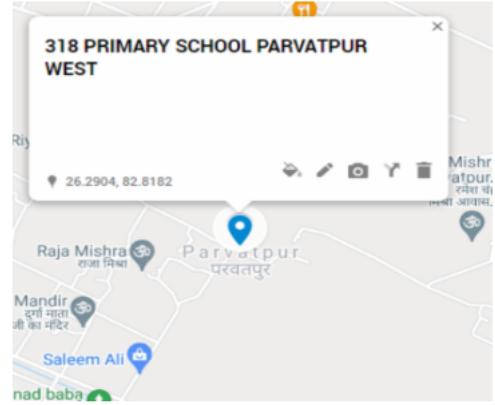 318 PRIMARY SCHOOL PARVATPUR
WEST
26.2904, 82.8182
Mishr
रमेश
Raja Mishra
राजा मिश्रा
Parvatpur
परवतपुर
Mandir
दुर्गा माता
जी का मंदिर
Saleem Ali
nad baba